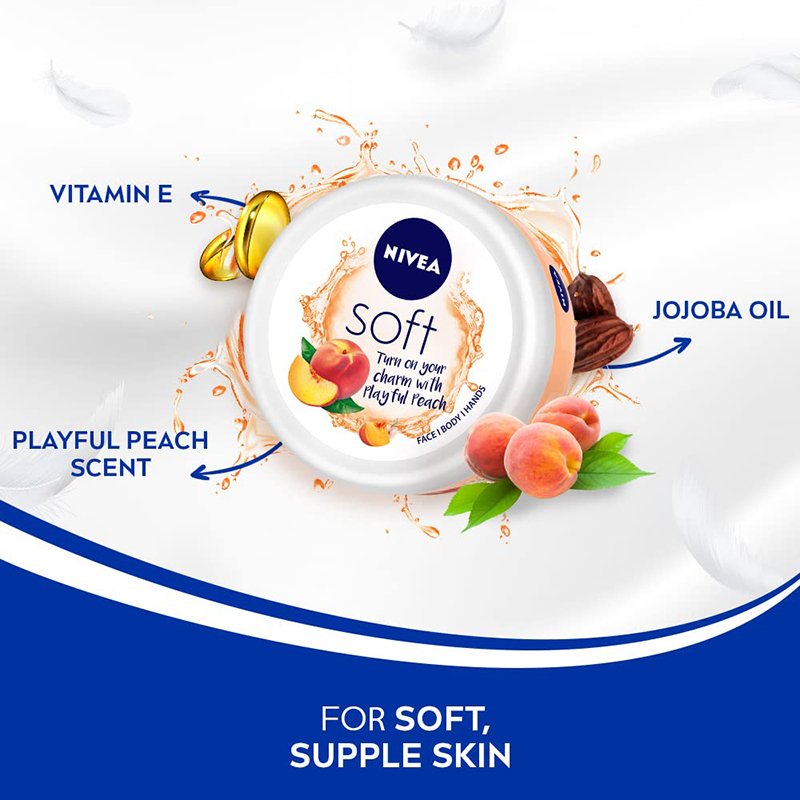 VITAMIN E
NIVEA
soft
Turn on your
charm with
Playful Peach
FACE | BODY | HANDS
NIVEA
JOJOBA OIL
PLAYFUL PEACH
SCENT
FOR SOFT,
SUPPLE SKIN